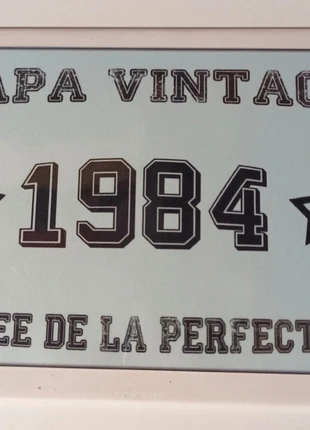 APA VINTAG
1984
EE DE LA PERFECT